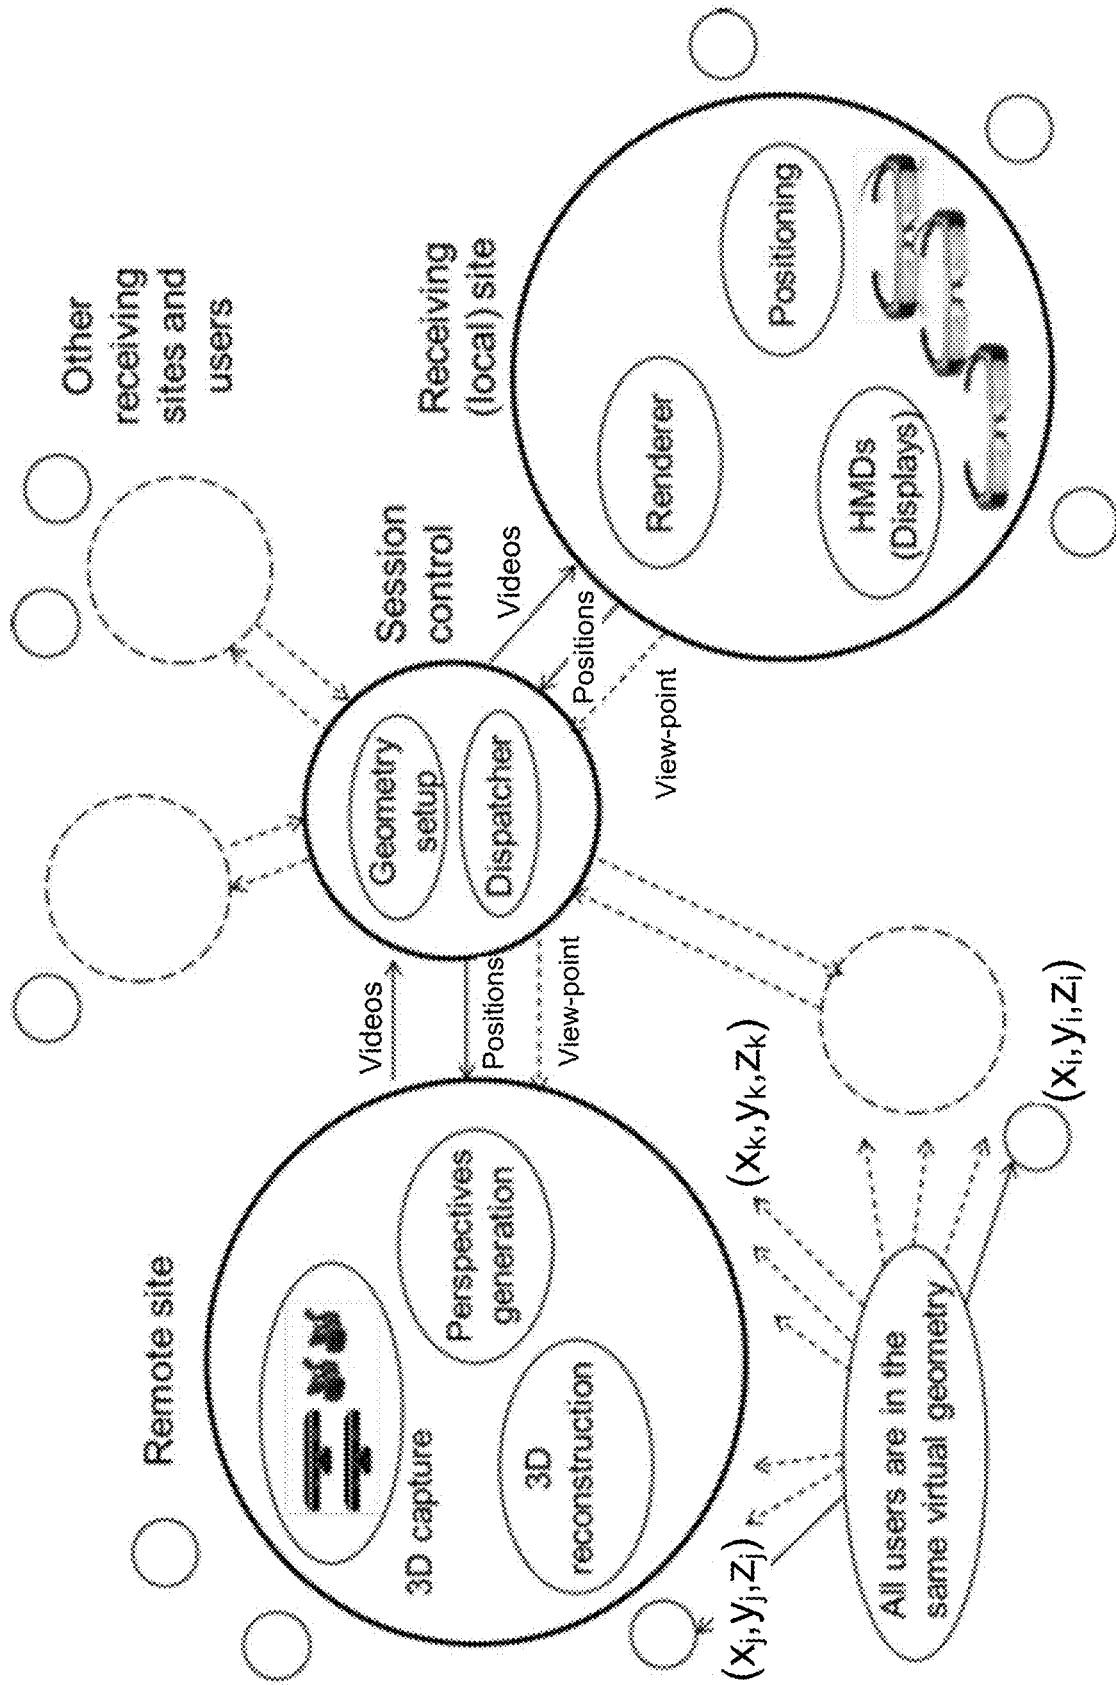 Other
receiving
sites and
users
Remote site
Session
control
Receiving
(local) site
3D capture
Perspectives
generation
3D
reconstruction
Videos
Positions
View-point
Geometry
setup
Dispatcher
Videos
Positions
View-point
Renderer
Positioning
HMDs
(Displays)
(xⱼ,yⱼ,zⱼ)
(xₖ,yₖ,zₖ)
(xᵢ,yᵢ,zᵢ)
All users are in the
same virtual geometry